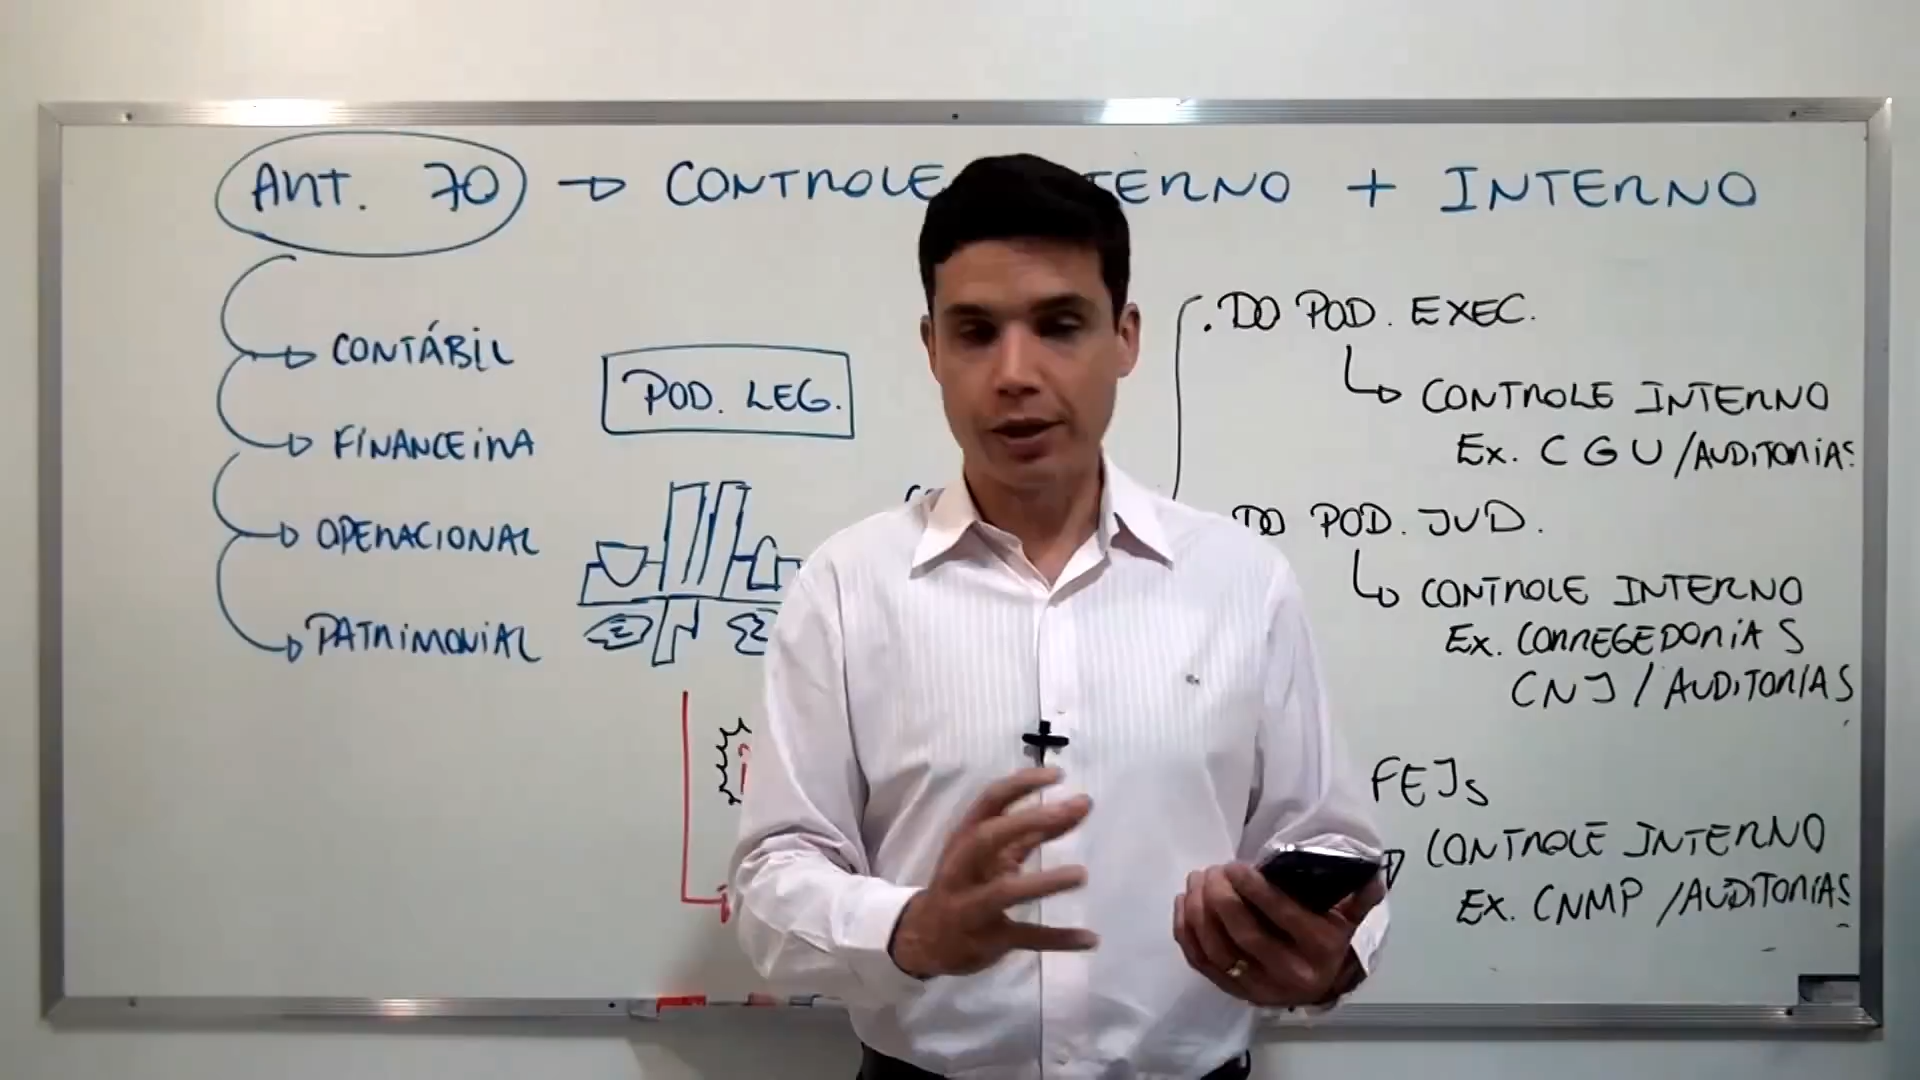 ART. 70 → CONTROLE TERNO + INTERNO
CONTÁBIL
FINANCEIRA
OPERACIONAL
PATRIMONIAL
POD. LEG.
. DO POD. EXEC.
CONTROLE INTERNO
Ex. CGU / AUDITORIAS
DO POD. JUD.
CONTROLE INTERNO
Ex. CORREGEDORIAS
CNJ / AUDITORIAS
FEJs
CONTROLE INTERNO
EX. CNMP / AUDITORIAS